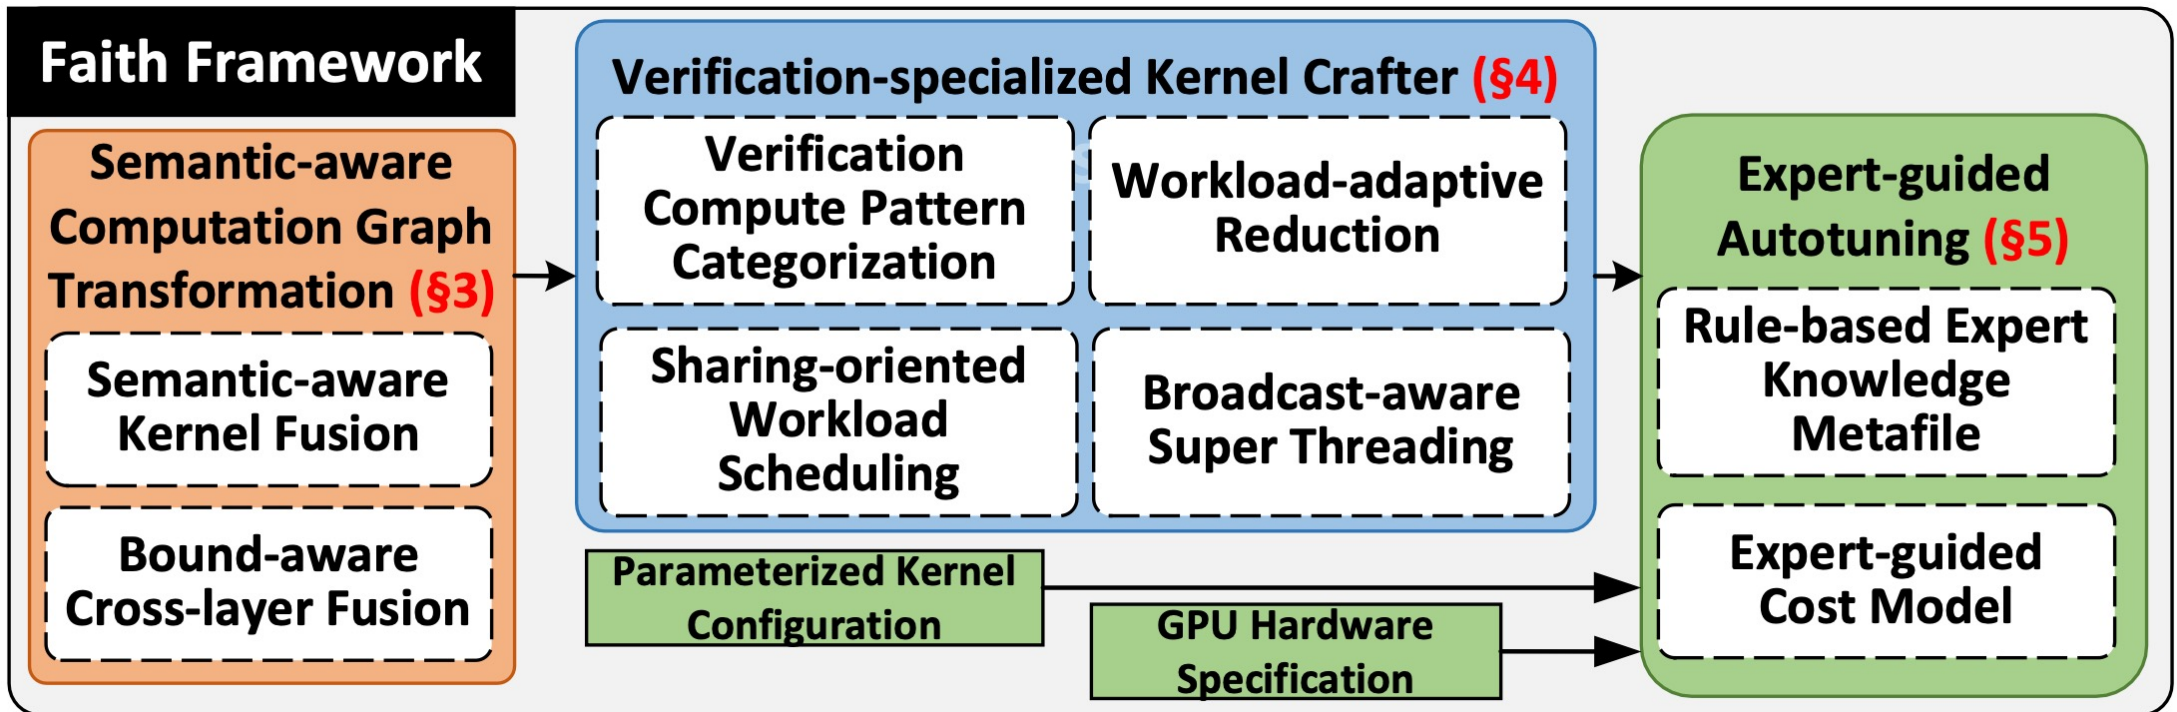 Faith Framework
Semantic-aware
Computation Graph
Transformation (§3)
Semantic-aware
Kernel Fusion
Bound-aware
Cross-layer Fusion
Verification-specialized Kernel Crafter (§4)
Verification
Compute Pattern
Categorization
Workload-adaptive
Reduction
Sharing-oriented
Workload
Scheduling
Broadcast-aware
Super Threading
Parameterized Kernel
Configuration
GPU Hardware
Specification
Expert-guided
Autotuning (§5)
Rule-based Expert
Knowledge
Metafile
Expert-guided
Cost Model